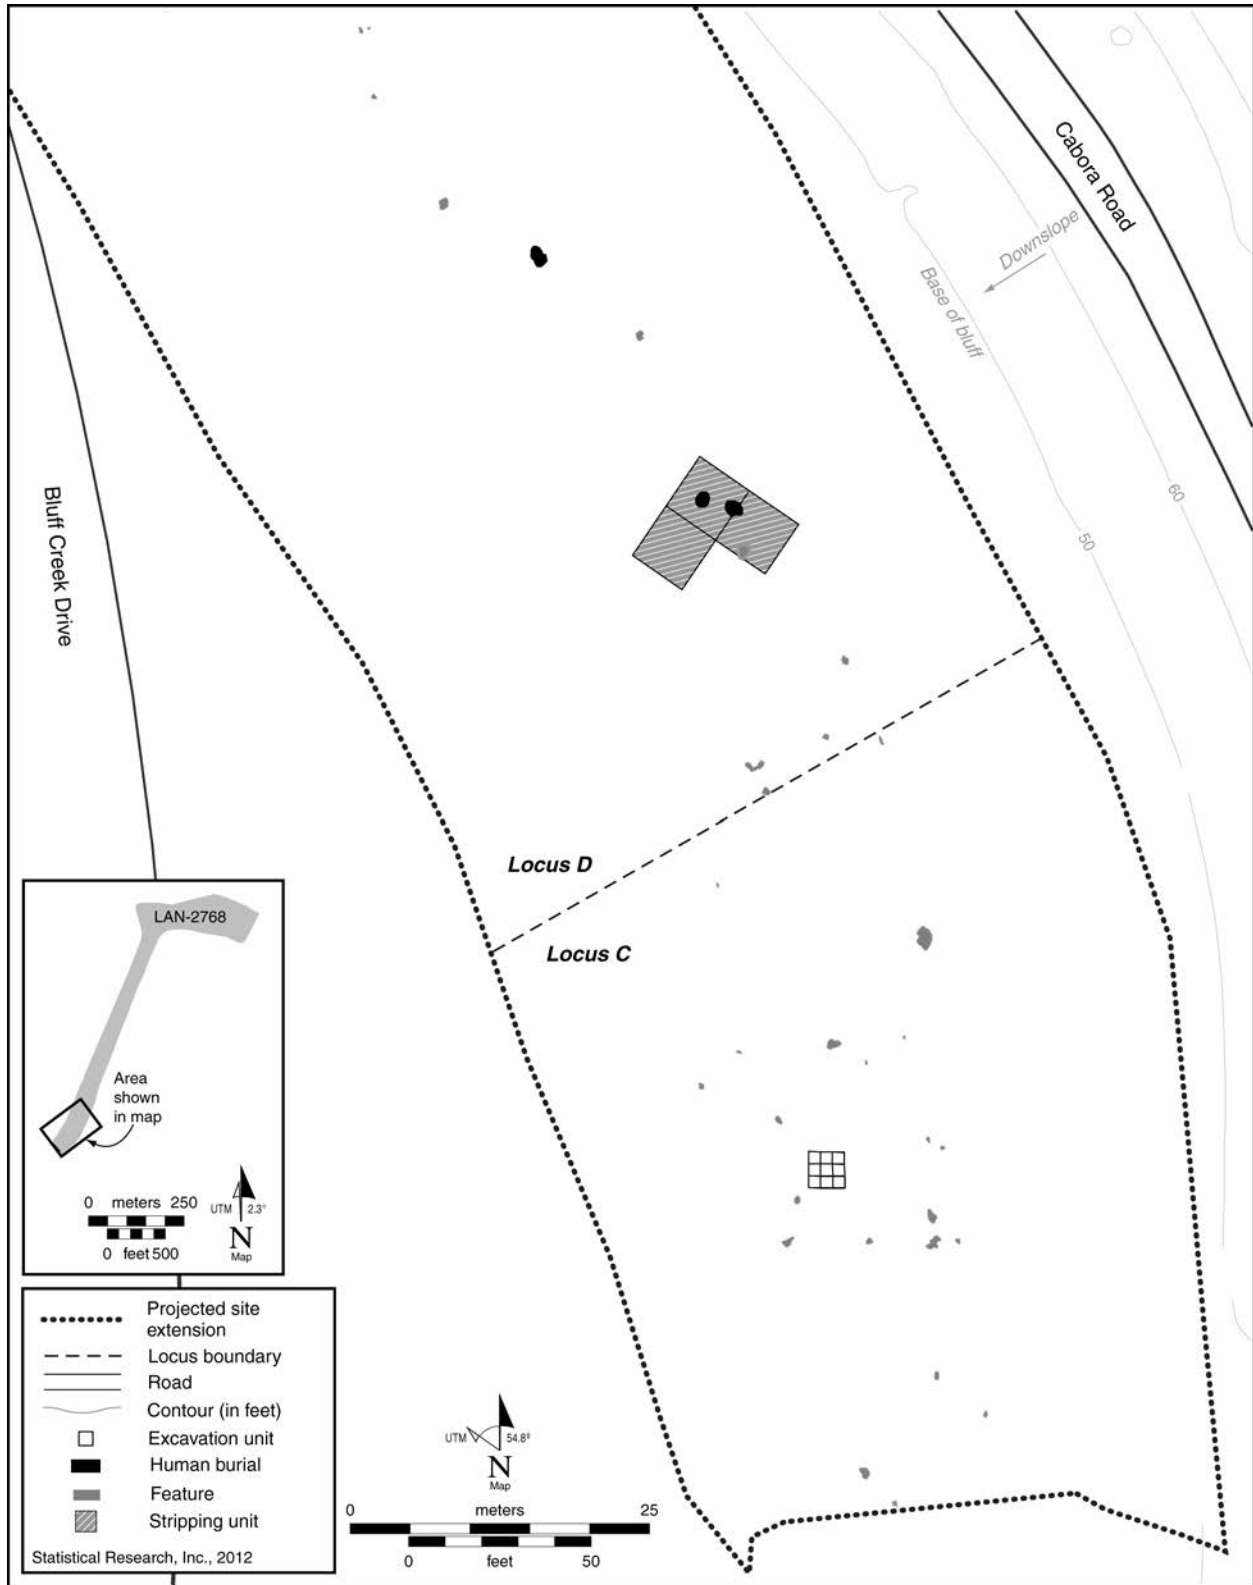 Cabora Road
Downslope
Base of bluff
60
50
Bluff Creek Drive
Locus D
Locus C
LAN-2768
Area
shown
in map
0 meters 250
0 feet 500
UTM 2.3°
N
Map
Projected site
extension
Locus boundary
Road
Contour (in feet)
Excavation unit
Human burial
Feature
Stripping unit
Statistical Research, Inc., 2012
UTM 54.8°
N
Map
0 meters 25
0 feet 50